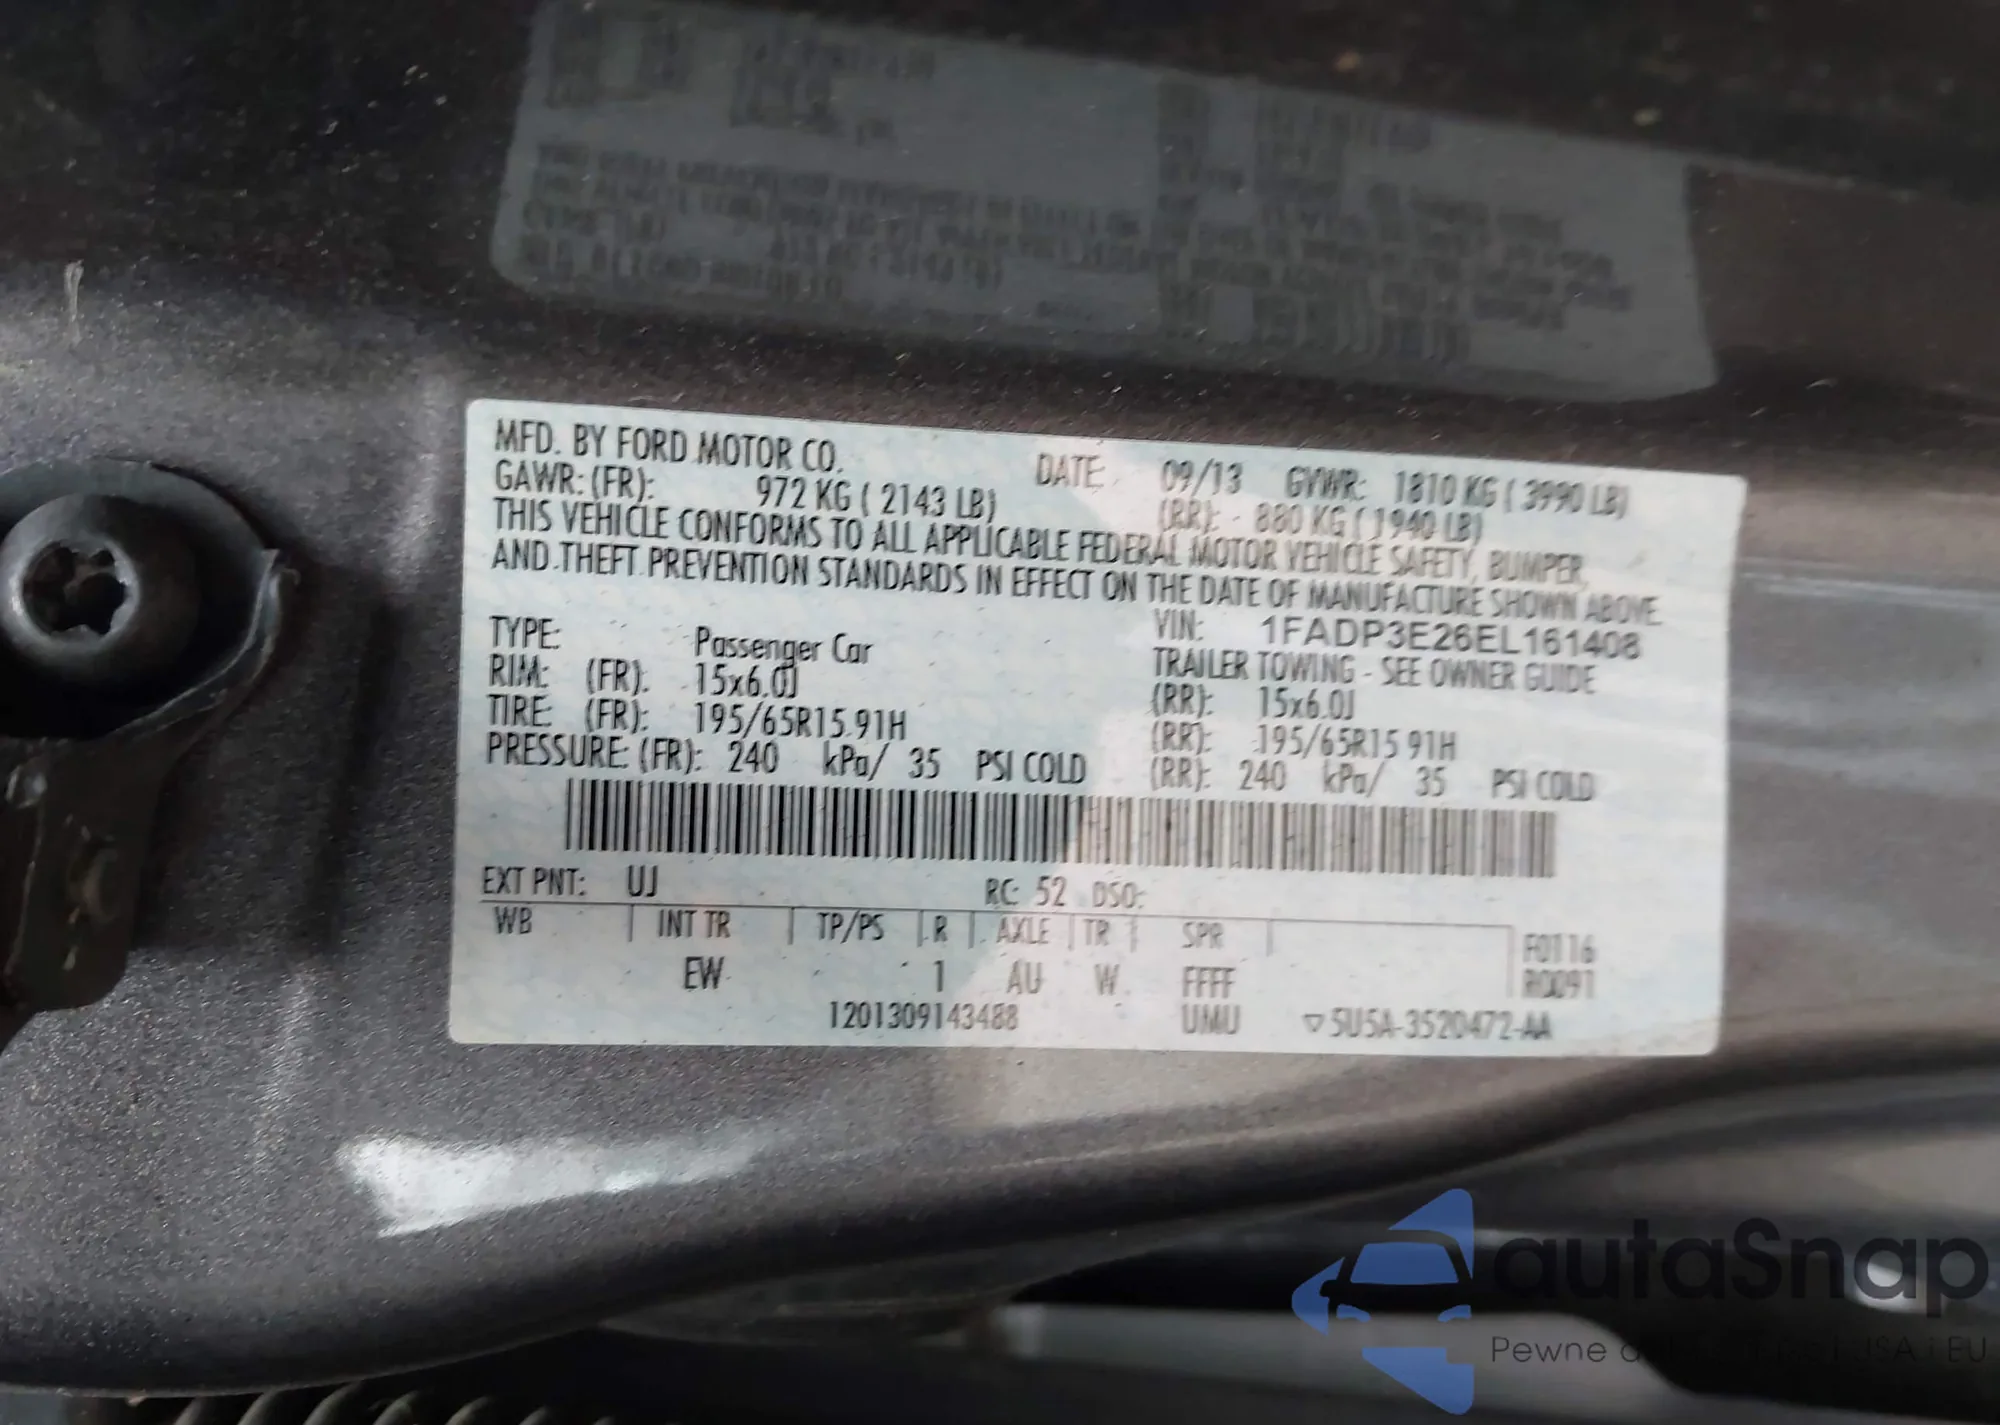 MFD. BY FORD MOTOR CO. DATE: 09/13 GVWR: 1810 KG ( 3990 LB)
GAWR: (FR): 972 KG ( 2143 LB) (RR): 880 KG ( 1940 LB)
THIS VEHICLE CONFORMS TO ALL APPLICABLE FEDERAL MOTOR VEHICLE SAFETY, BUMPER,
AND THEFT PREVENTION STANDARDS IN EFFECT ON THE DATE OF MANUFACTURE SHOWN ABOVE.
VIN: 1FADP3E26EL161408
TYPE: Passenger Car TRAILER TOWING - SEE OWNER GUIDE
RIM: (FR): 15x6.0J (RR): 15x6.0J
TIRE: (FR): 195/65R15 91H (RR): 195/65R15 91H
PRESSURE: (FR): 240 kPa/ 35 PSI COLD (RR): 240 kPa/ 35 PSI COLD
EXT PNT: UJ RC: 52 DSO:
WB INT TR TP/PS R AXLE TR SPR F0116
EW 1 AU W FFFF R0091
1201309143488 UMU ▽5U5A-3520472-AA
autaSnap
Pewne USA i EU